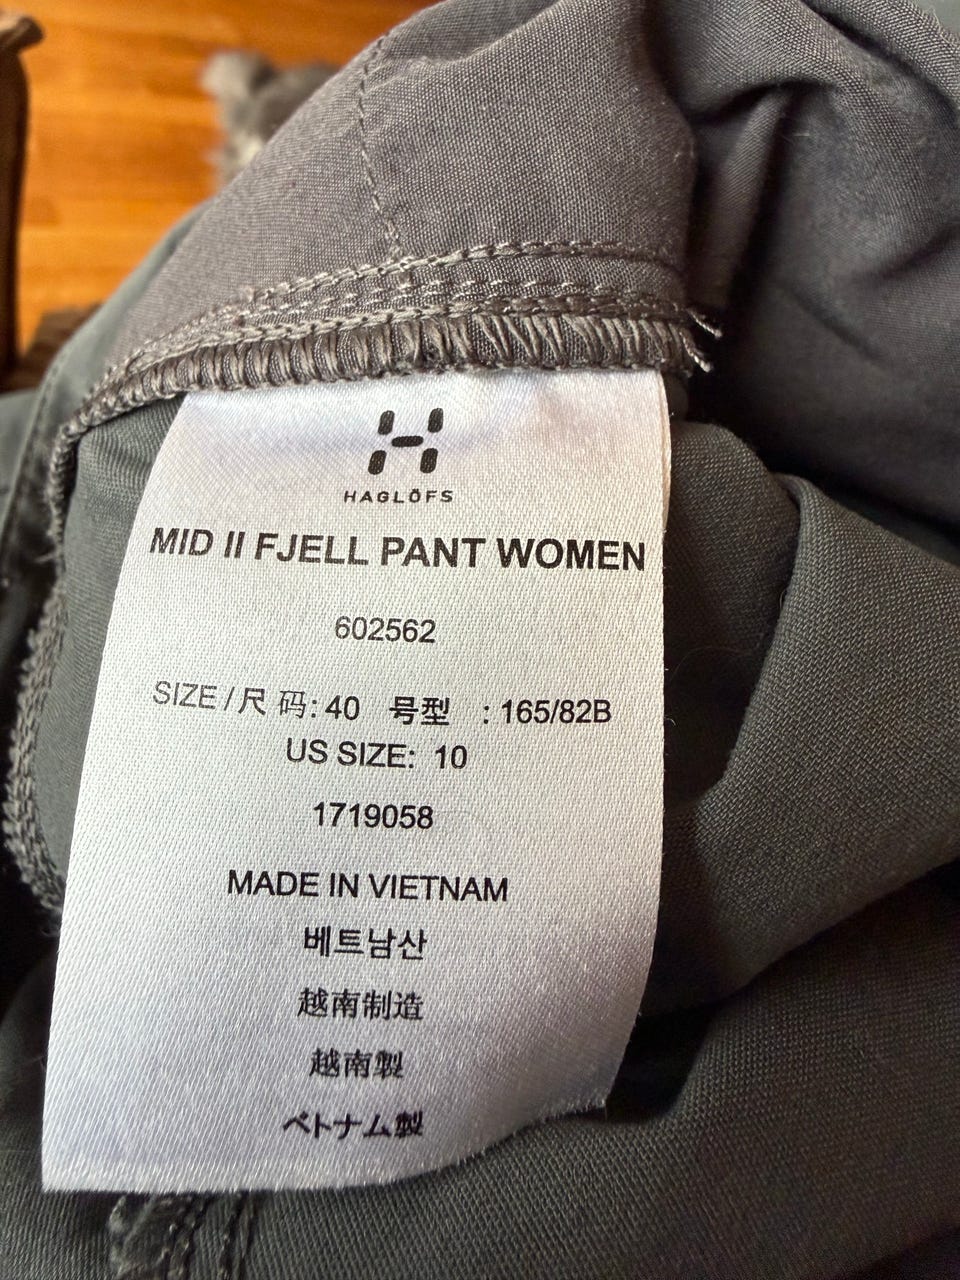 HAGLÖFS
MID II FJELL PANT WOMEN
602562
SIZE / 尺 码: 40 号型 : 165/82B
US SIZE: 10
1719058
MADE IN VIETNAM
베트남산
越南制造
越南製
ベトナム製